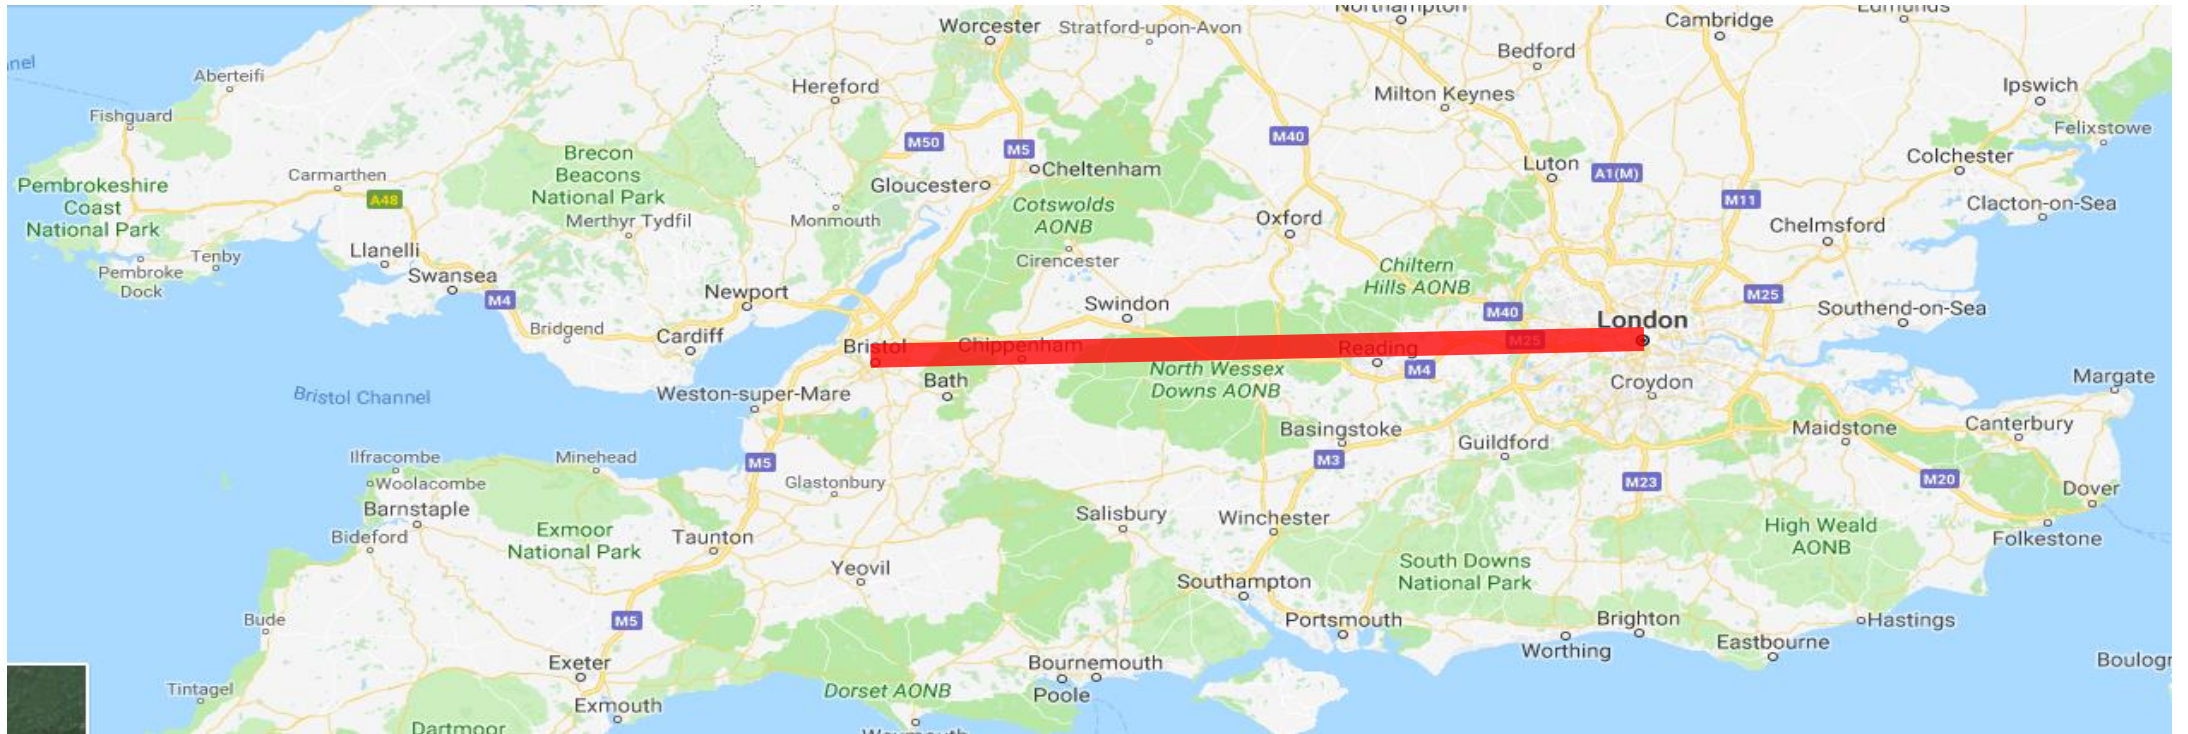 Northampton
Worcester
Stratford-upon-Avon
Cambridge
Edmunds
Bedford
nel
Aberteifi
Hereford
Milton Keynes
Ipswich
Fishguard
Felixstowe
M50
M5
M40
Brecon
Beacons
National Park
Cheltenham
Luton
A1(M)
Colchester
Carmarthen
Gloucester
Pembrokeshire
Coast
National Park
A48
M11
Cotswolds
AONB
Clacton-on-Sea
Merthyr Tydfil
Monmouth
Oxford
Chelmsford
Llanelli
Tenby
Cirencester
Chiltern
Hills AONB
Pembroke
Dock
Swansea
Newport
M4
Swindon
M40
M25
Southend-on-Sea
Bridgend
Cardiff
London
Bristol
Chippenham
Reading
M25
North Wessex
Downs AONB
M4
Bath
Croydon
Margate
Bristol Channel
Weston-super-Mare
Basingstoke
Guildford
Maidstone
Canterbury
Ilfracombe
Minehead
M5
M3
Woolacombe
Glastonbury
M23
M20
Dover
Barnstaple
Salisbury
Winchester
Bideford
Exmoor
National Park
Taunton
High Weald
AONB
Folkestone
Yeovil
Southampton
South Downs
National Park
Bude
M5
Portsmouth
Brighton
Hastings
Worthing
Eastbourne
Exeter
Bournemouth
Boulogr
Tintagel
Dorset AONB
Poole
Exmouth
Dartmoor
Weymouth